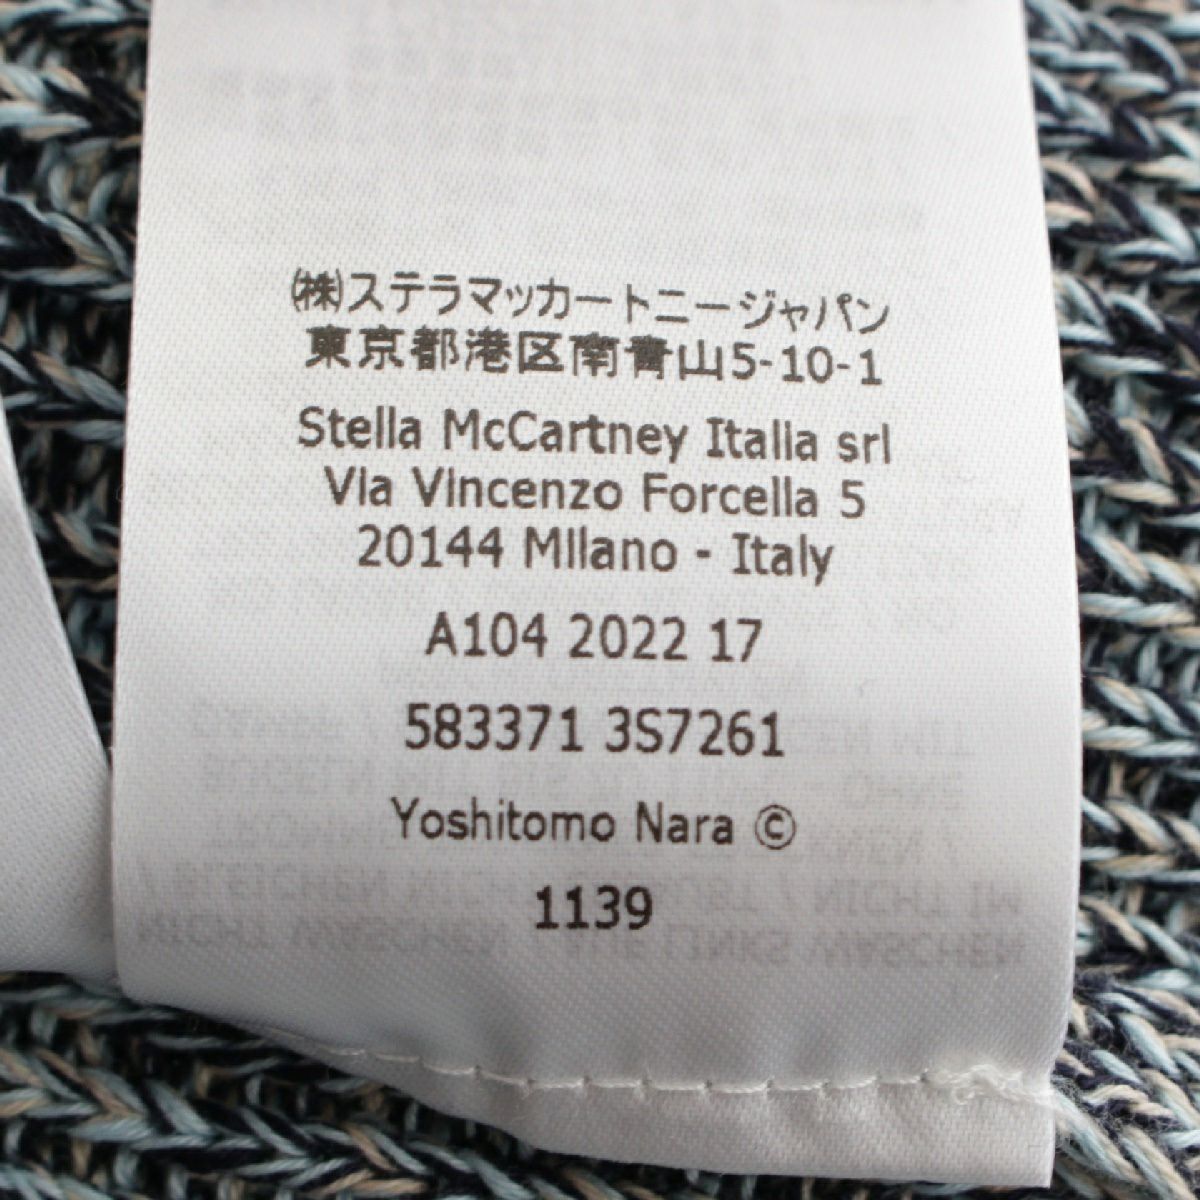 ㈱ステラマッカートニージャパン
東京都港区南青山5-10-1
Stella McCartney Italia srl
Via Vincenzo Forcella 5
20144 Milano - Italy
A104 2022 17
583371 3S7261
Yoshitomo Nara ©
1139